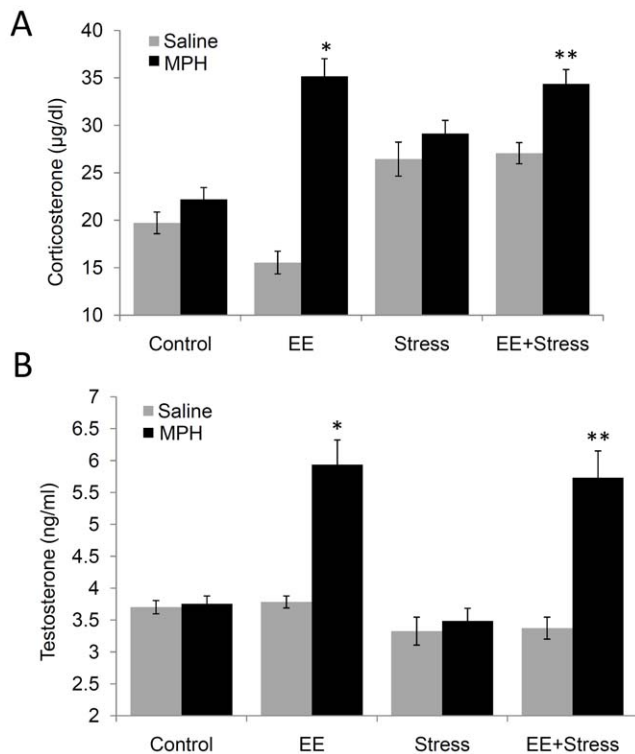 A
Corticosterone (µg/dl)
40
35
30
25
20
15
10
Saline
MPH
*
**
Control EE Stress EE+Stress
B
Testosterone (ng/ml)
7
6.5
6
5.5
5
4.5
4
3.5
3
2.5
2
Saline
MPH
*
**
Control EE Stress EE+Stress